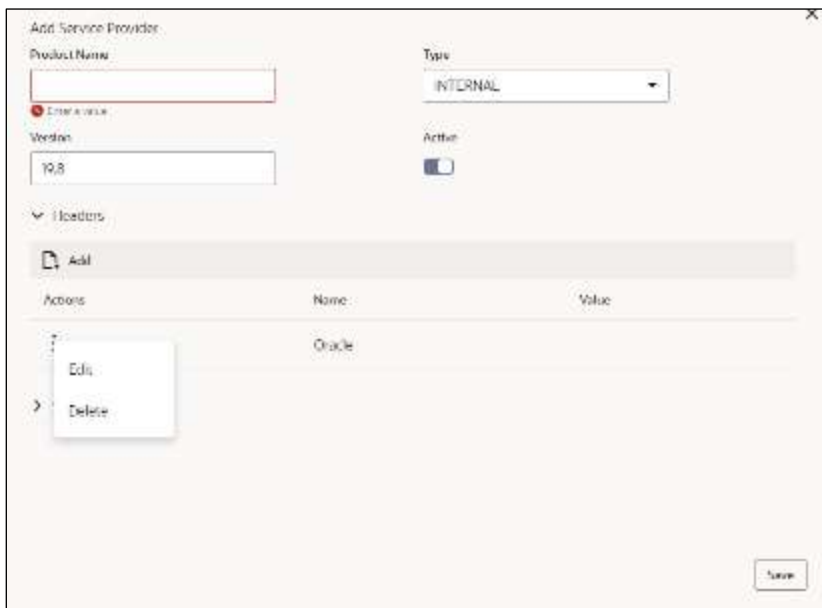 Add Service Provider
Product Name
Type
INTERNAL
Enter a value
Version
Active
19.8
Headers
Add
Actions
Name
Value
Oracle
Edit
Delete
Save